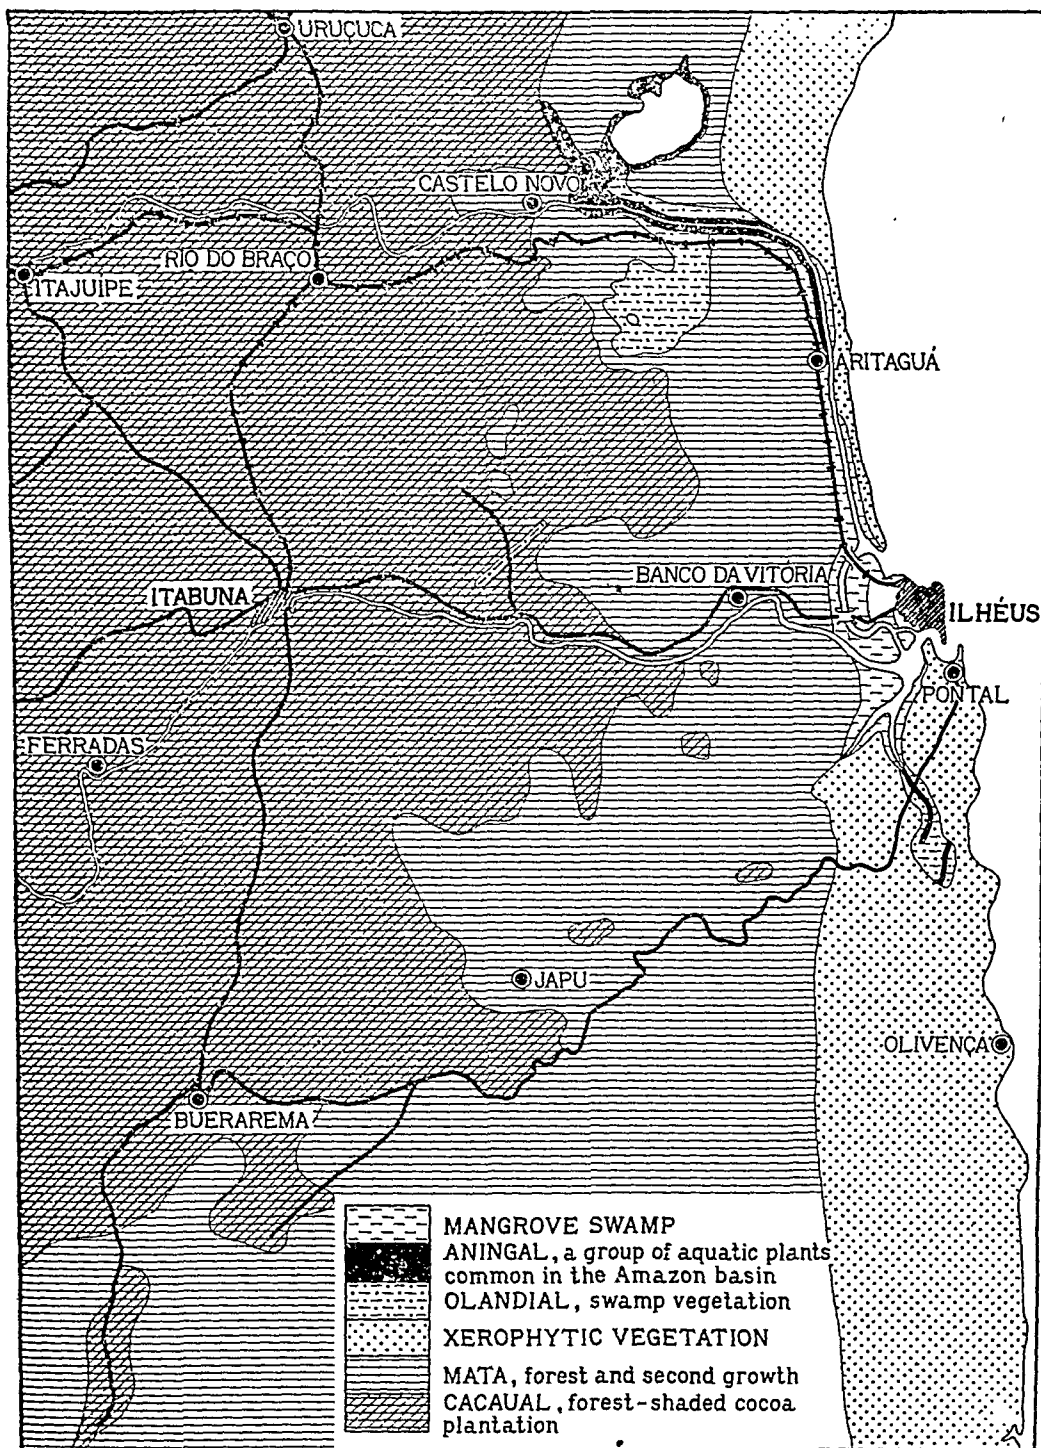 URUÇUCA
CASTELO NOVO
RIO DO BRAÇO
ITAJUÍPE
ARITAGUÁ
BANCO DA VITÓRIA
ITABUNA
ILHÉUS
PONTAL
FERRADAS
JAPU
OLIVENÇA
BUERAREMA
MANGROVE SWAMP
ANINGAL, a group of aquatic plants
common in the Amazon basin
OLANDIAL, swamp vegetation
XEROPHYTIC VEGETATION
MATA, forest and second growth
CACAUAL, forest-shaded cocoa
plantation